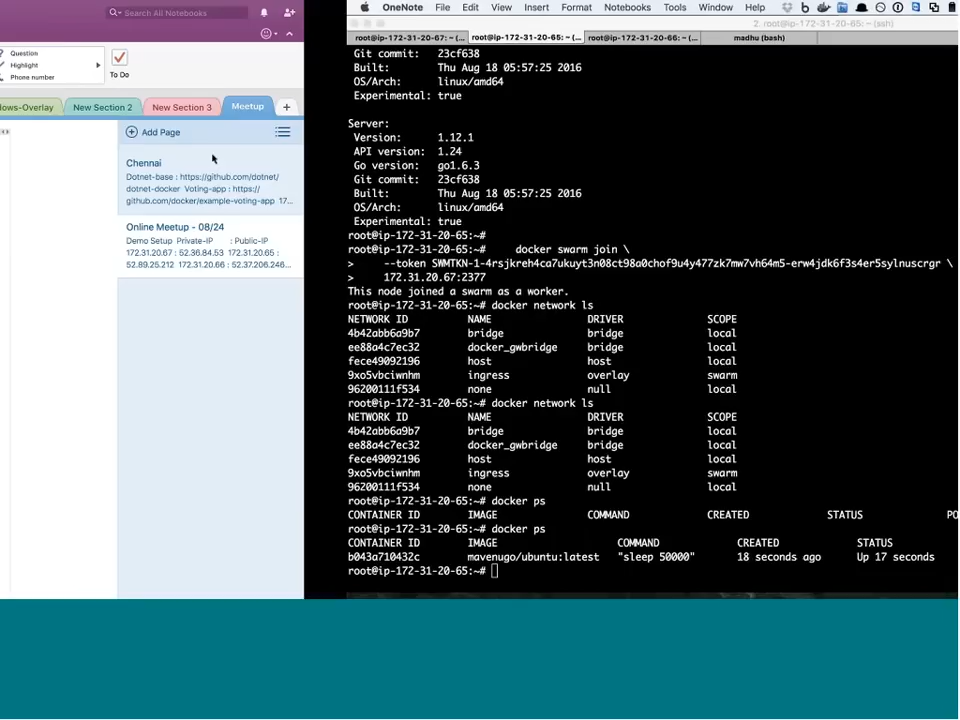 Search All Notebooks
Question
Highlight
Phone number
To Do
ows-Overlay
New Section 2
New Section 3
Meetup
+
Add Page
Chennai
Dotnet-base : https://github.com/dotnet/
dotnet-docker Voting-app : https://
github.com/docker/example-voting-app 17...
Online Meetup - 08/24
Demo Setup Private-IP : Public-IP
172.31.20.67 : 52.36.84.53 172.31.20.65 :
52.89.25.212 172.31.20.66 : 52.37.206.246...
OneNote File Edit View Insert Format Notebooks Tools Window Help
2. root@ip-172-31-20-65: ~ (ssh)
root@ip-172-31-20-67: ~ (... root@ip-172-31-20-65: ~ (... root@ip-172-31-20-66: ~ (... madhu (bash)
Git commit: 23cf638
Built: Thu Aug 18 05:57:25 2016
OS/Arch: linux/amd64
Experimental: true
Server:
Version: 1.12.1
API version: 1.24
Go version: go1.6.3
Git commit: 23cf638
Built: Thu Aug 18 05:57:25 2016
OS/Arch: linux/amd64
Experimental: true
root@ip-172-31-20-65:~#
root@ip-172-31-20-65:~# docker swarm join \
> --token SWMTKN-1-4rsjkreh4ca7ukuyt3n08ct98a0chof9u4y477zk7mw7vh64m5-erw4jdk6f3s4er5sylnuscrgr \
> 172.31.20.67:2377
This node joined a swarm as a worker.
root@ip-172-31-20-65:~# docker network ls
NETWORK ID NAME DRIVER SCOPE
4b42abb6a9b7 bridge bridge local
ee88a4c7ec32 docker_gwbridge bridge local
fece49092196 host host local
9xo5vbciwnhm ingress overlay swarm
96200111f534 none null local
root@ip-172-31-20-65:~# docker network ls
NETWORK ID NAME DRIVER SCOPE
4b42abb6a9b7 bridge bridge local
ee88a4c7ec32 docker_gwbridge bridge local
fece49092196 host host local
9xo5vbciwnhm ingress overlay swarm
96200111f534 none null local
root@ip-172-31-20-65:~# docker ps
CONTAINER ID IMAGE COMMAND CREATED STATUS PO
root@ip-172-31-20-65:~# docker ps
CONTAINER ID IMAGE COMMAND CREATED STATUS
b043a710432c mavenugo/ubuntu:latest "sleep 50000" 18 seconds ago Up 17 seconds
root@ip-172-31-20-65:~#